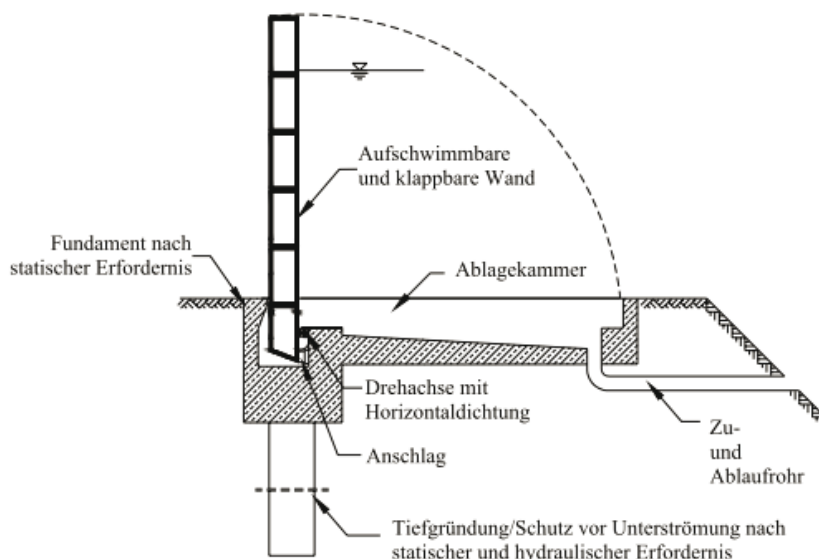 Aufschwimmbare
und klappbare Wand
Fundament nach
statischer Erfordernis
Ablagekammer
Drehachse mit
Horizontaldichtung
Anschlag
Zu-
und
Ablaufrohr
Tiefgründung/Schutz vor Unterströmung nach
statischer und hydraulischer Erfordernis